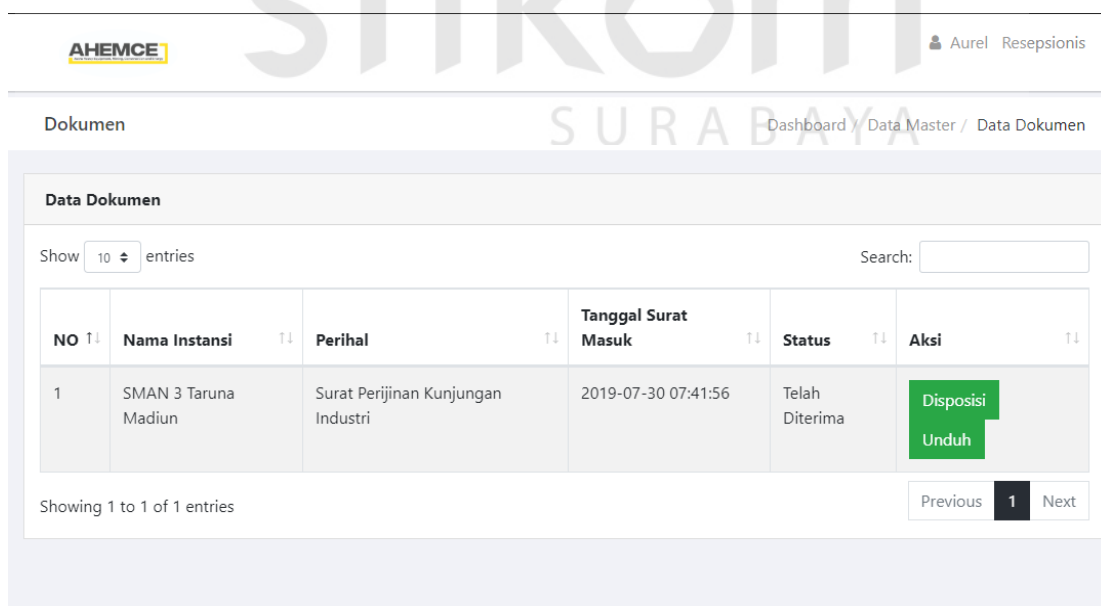 stikom
AHEMCE
Aurel Resepsionis
SURABAYA
Dokumen
Dashboard / Data Master / Data Dokumen
Data Dokumen
Show 10 entries
Search:
NO
Nama Instansi
Perihal
Tanggal Surat
Masuk
Status
Aksi
1
SMAN 3 Taruna
Madiun
Surat Perijinan Kunjungan
Industri
2019-07-30 07:41:56
Telah
Diterima
Disposisi
Unduh
Showing 1 to 1 of 1 entries
Previous 1 Next